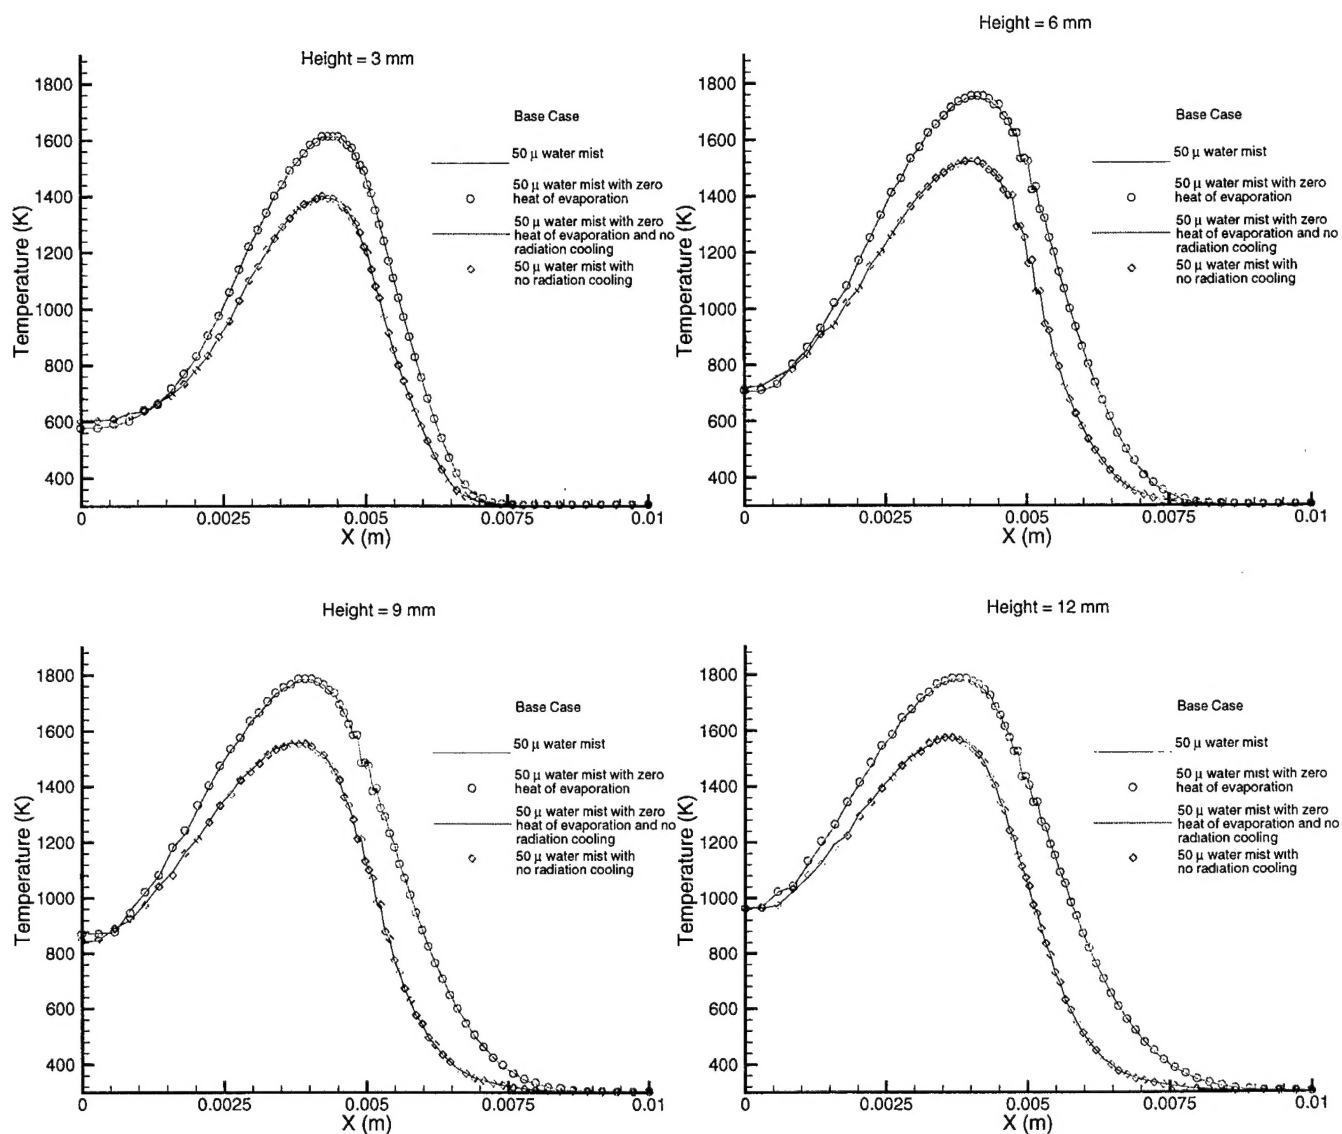 Height = 3 mm
1800
1600
1400
1200
1000
800
600
400
Temperature (K)
0
0.0025
0.005
0.0075
0.01
X (m)
Base Case
50 μ water mist
50 μ water mist with zero
heat of evaporation
50 μ water mist with zero
heat of evaporation and no
radiation cooling
50 μ water mist with
no radiation cooling
Height = 6 mm
1800
1600
1400
1200
1000
800
600
400
Temperature (K)
0
0.0025
0.005
0.0075
0.01
X (m)
Base Case
50 μ water mist
50 μ water mist with zero
heat of evaporation
50 μ water mist with zero
heat of evaporation and no
radiation cooling
50 μ water mist with
no radiation cooling
Height = 9 mm
1800
1600
1400
1200
1000
800
600
400
Temperature (K)
0
0.0025
0.005
0.0075
0.01
X (m)
Base Case
50 μ water mist
50 μ water mist with zero
heat of evaporation
50 μ water mist with zero
heat of evaporation and no
radiation cooling
50 μ water mist with
no radiation cooling
Height = 12 mm
1800
1600
1400
1200
1000
800
600
400
Temperature (K)
0
0.0025
0.005
0.0075
0.01
X (m)
Base Case
50 μ water mist
50 μ water mist with zero
heat of evaporation
50 μ water mist with zero
heat of evaporation and no
radiation cooling
50 μ water mist with
no radiation cooling